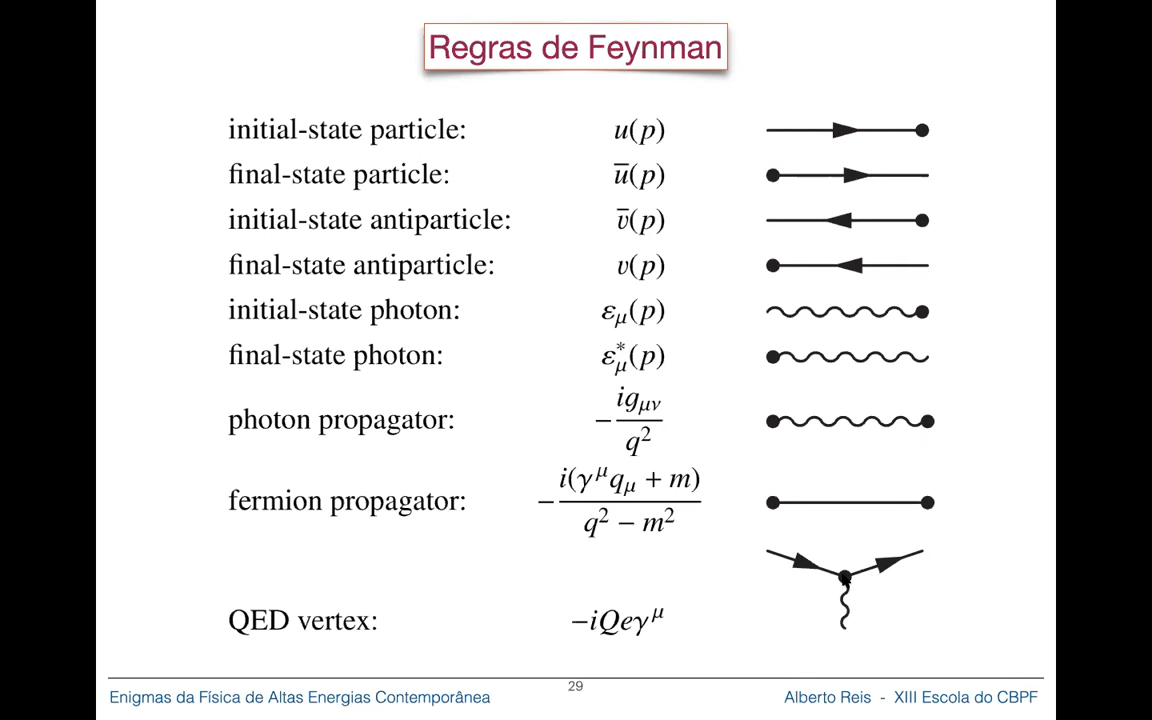 Regras de Feynman
initial-state particle: u(p)
final-state particle: u̅(p)
initial-state antiparticle: v̅(p)
final-state antiparticle: v(p)
initial-state photon: εμ(p)
final-state photon: ε*μ(p)
photon propagator: −igμν/q²
fermion propagator: −i(γ^μqμ + m)/(q² − m²)
QED vertex: −iQeγ^μ
Enigmas da Física de Altas Energias Contemporânea
29
Alberto Reis - XIII Escola do CBPF